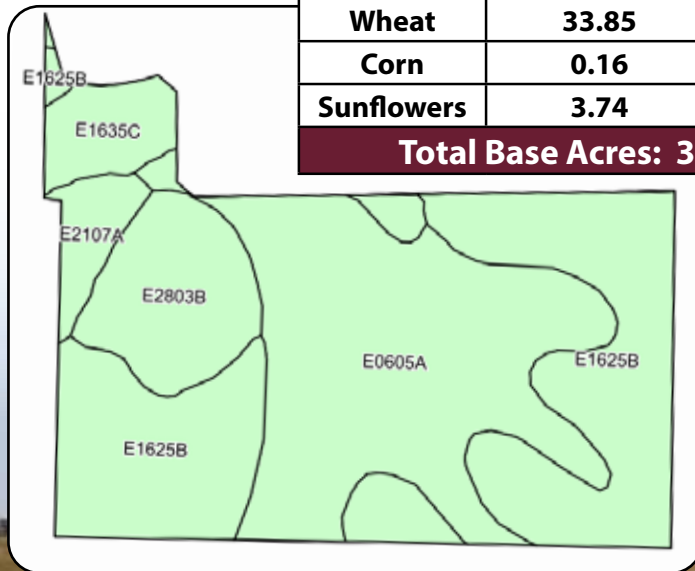 Wheat 33.85
Corn 0.16
Sunflowers 3.74
Total Base Acres: 3
E1625B
E1635C
E2107A
E2803B
E0605A
E1625B
E1625B